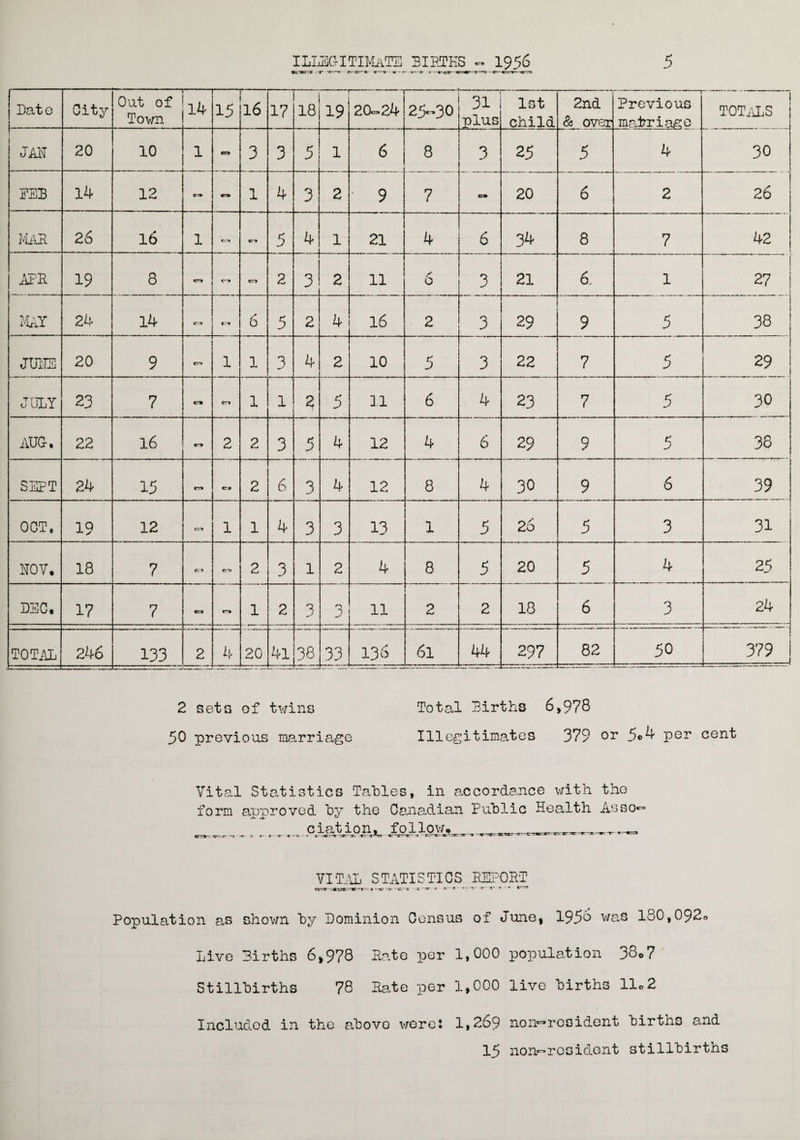 ILLEGITIMATE BIRTHS - 1956 5
Date City Out of Town 14 15 16 17 18 19 20-24 25-30 31 plus 1st child 2nd & over Previous matriage TOTALS
JAN 20 10 1 - 3 3 5 1 6 8 3 25 5 4 30
FEB 14 12 - - 1 4 3 2 9 7 - 20 6 2 26
MAR 26 16 1 - - 5 4 1 21 4 6 34 8 7 42
APR 19 8 - - - 2 3 2 11 6 3 21 6 1 27
MAY 24 14 - - 6 5 2 4 16 2 3 29 9 5 38
JUNE 20 9 - 1 1 3 4 2 10 5 3 22 7 5 29
JULY 23 7 - - 1 1 2 5 11 6 4 23 7 5 30
AUG. 22 16 - 2 2 3 5 4 12 4 6 29 9 5 38
SEPT 24 15 - - 2 6 3 4 12 8 4 30 9 6 39
OCT. 19 12 - 1 1 4 3 3 13 1 5 26 5 3 31
NOV. 18 7 - - 2 3 1 2 4 8 5 20 5 4 25
DEC. 17 7 - - 1 2 3 3 11 2 2 18 6 3 24
TOTAL 246 133 2 4 20 41 38 33 136 61 44 297 82 50 379
2 sets of twins Total Births 6,978
50 previous marriage Illegitimates 379 or 5.4 per cent
Vital Statistics Tables, in accordance with the
form approved by the Canadian Public Health Asso-
ciation, follow.
VITAL STATISTICS REPORT
Population as shown by Dominion Census of June, 1956 was 180,092.
Live Births 6,978 Rate per 1,000 population 38.7
Stillbirths 78 Rate per 1,000 live births 11.2
Included in the above were: 1,269 non-resident births and
15 non-resident stillbirths